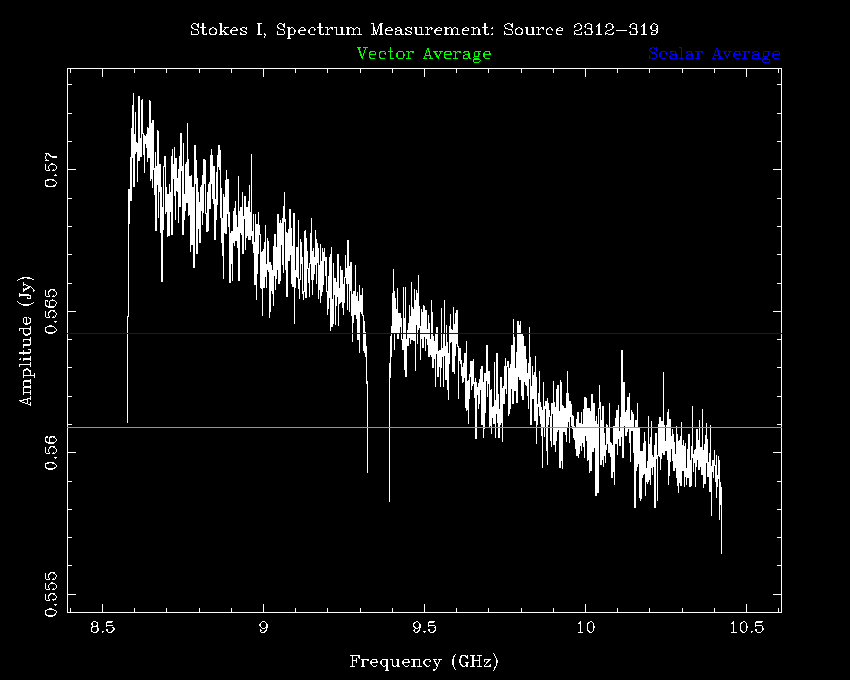 Stokes I, Spectrum Measurement: Source 2312−319
Vector Average Scalar Average
0.57
0.565
0.56
0.555
Amplitude (Jy)
8.5 9 9.5 10 10.5
Frequency (GHz)